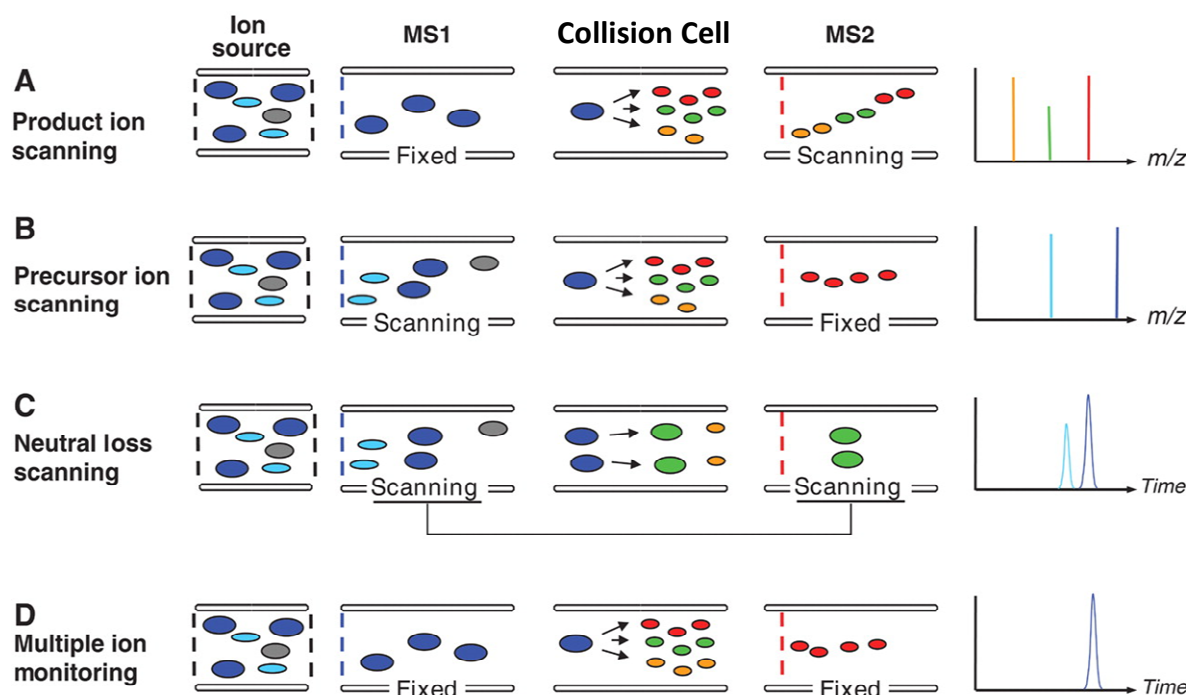 Ion
source
MS1
Collision Cell
MS2
A
Product ion
scanning
Fixed
Scanning
m/z
B
Precursor ion
scanning
Scanning
Fixed
m/z
C
Neutral loss
scanning
Scanning
Scanning
Time
D
Multiple ion
monitoring
Fixed
Time